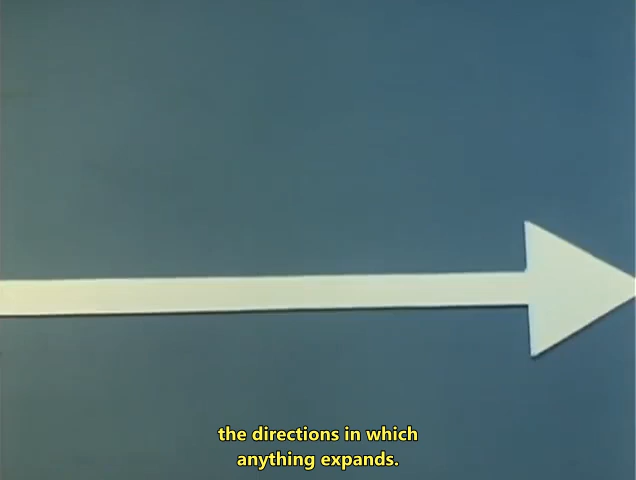 the directions in which
anything expands.